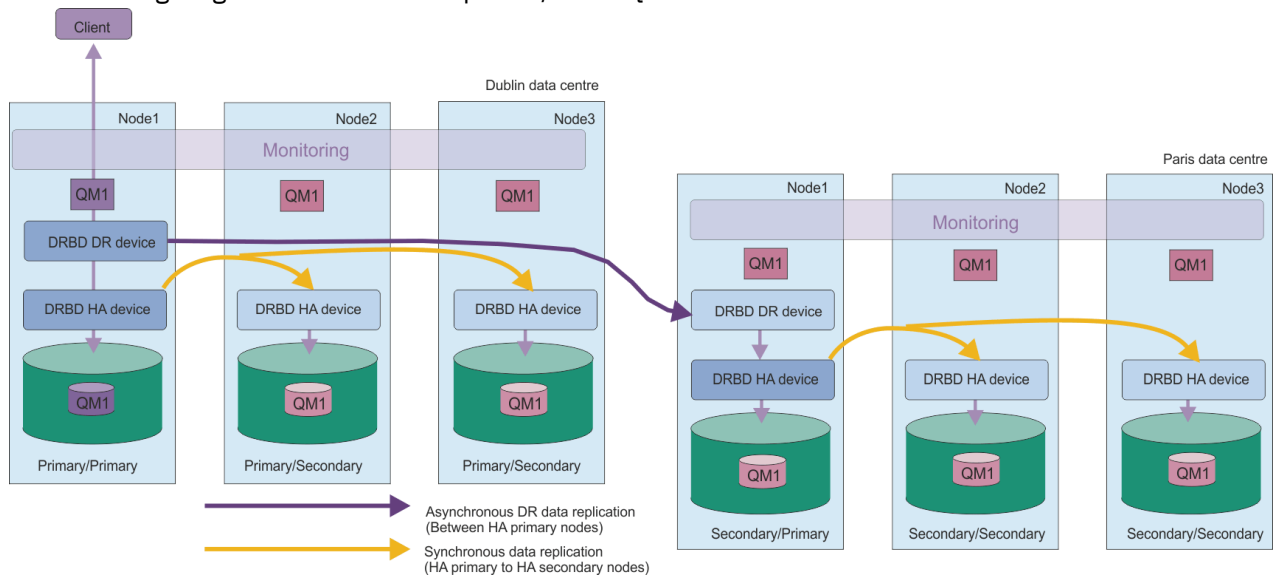 Client
Dublin data centre
Node1
Node2
Node3
Monitoring
QM1
QM1
QM1
DRBD DR device
DRBD HA device
DRBD HA device
DRBD HA device
QM1
QM1
QM1
Primary/Primary
Primary/Secondary
Primary/Secondary
Paris data centre
Node1
Node2
Node3
Monitoring
QM1
QM1
QM1
DRBD DR device
DRBD HA device
DRBD HA device
DRBD HA device
QM1
QM1
QM1
Secondary/Primary
Secondary/Secondary
Secondary/Secondary
Asynchronous DR data replication
(Between HA primary nodes)
Synchronous data replication
(HA primary to HA secondary nodes)